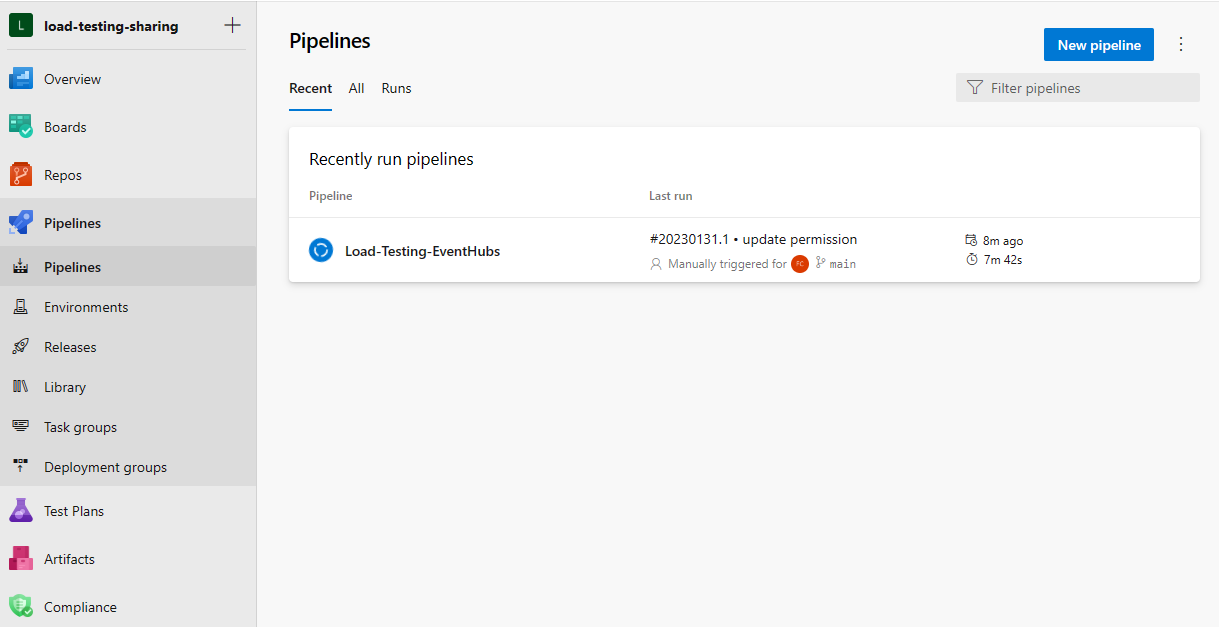 L load-testing-sharing
Overview
Boards
Repos
Pipelines
Pipelines
Environments
Releases
Library
Task groups
Deployment groups
Test Plans
Artifacts
Compliance
Pipelines
New pipeline
Recent All Runs
Filter pipelines
Recently run pipelines
Pipeline Last run
Load-Testing-EventHubs
#20230131.1 • update permission
Manually triggered for FC main
8m ago
7m 42s